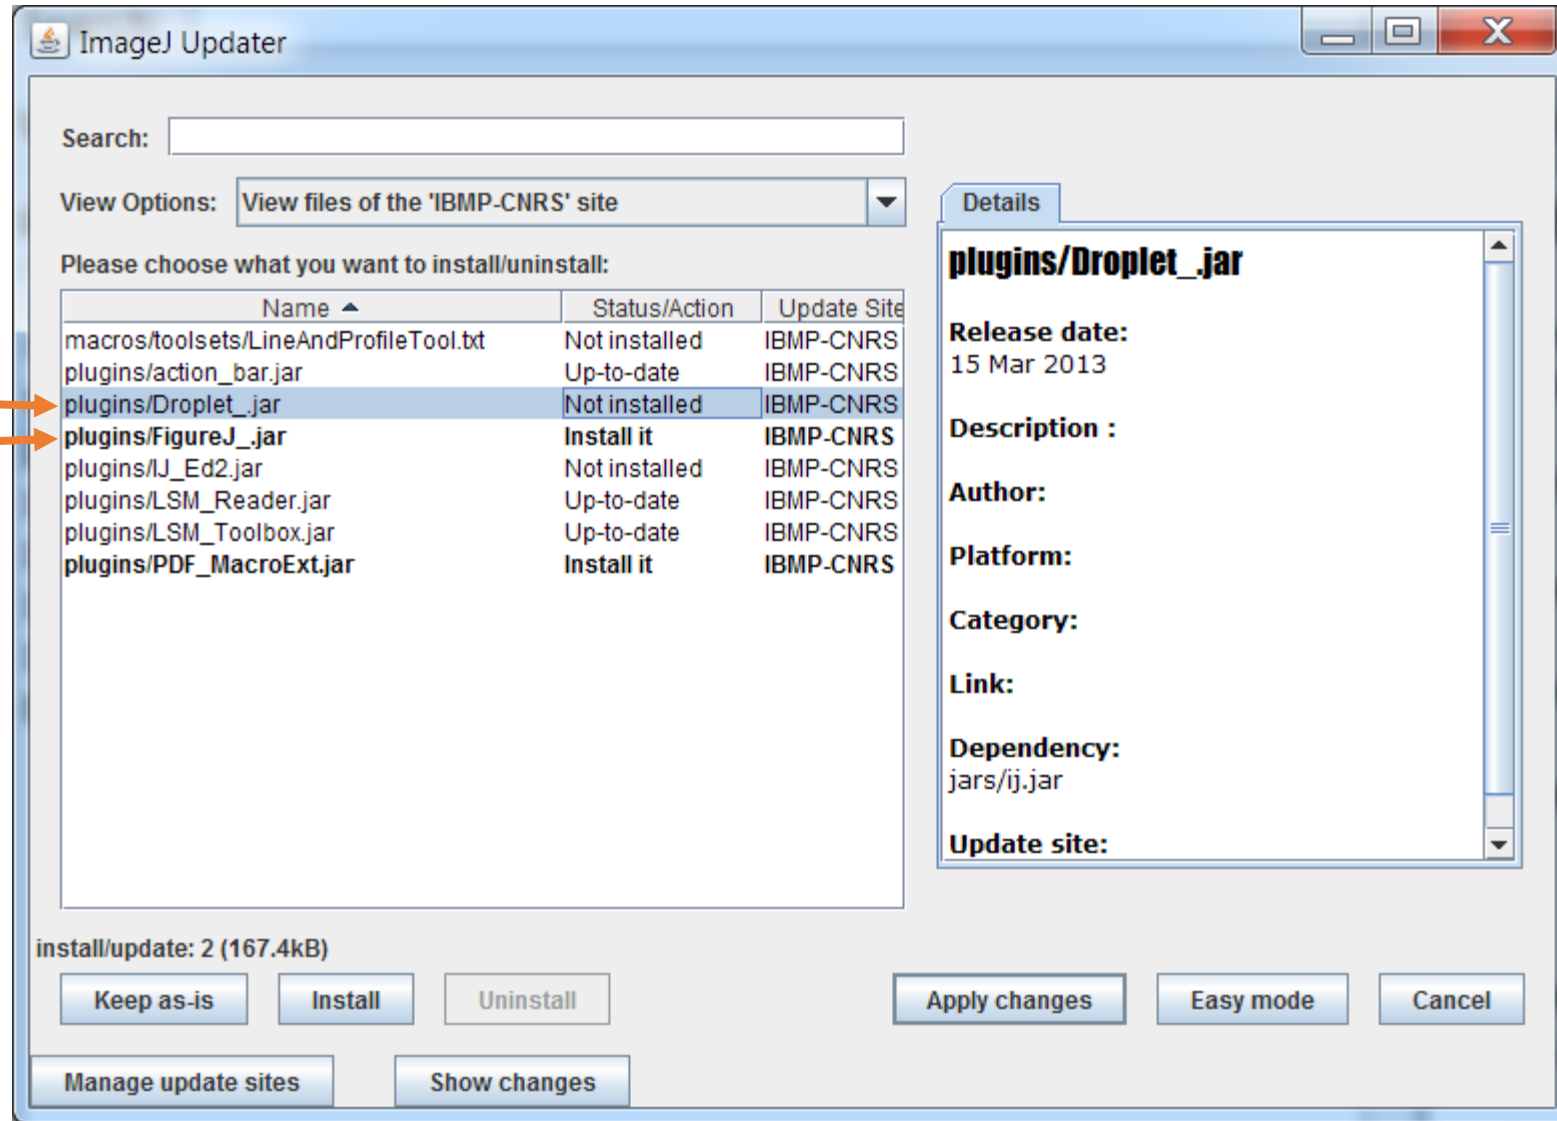 ImageJ Updater
Search:
View Options: View files of the 'IBMP-CNRS' site
Please choose what you want to install/uninstall:
Name Status/Action Update Site
macros/toolsets/LineAndProfileTool.txt Not installed IBMP-CNRS
plugins/action_bar.jar Up-to-date IBMP-CNRS
plugins/Droplet_.jar Not installed IBMP-CNRS
plugins/FigureJ_.jar Install it IBMP-CNRS
plugins/IJ_Ed2.jar Not installed IBMP-CNRS
plugins/LSM_Reader.jar Up-to-date IBMP-CNRS
plugins/LSM_Toolbox.jar Up-to-date IBMP-CNRS
plugins/PDF_MacroExt.jar Install it IBMP-CNRS
Details
plugins/Droplet_.jar
Release date:
15 Mar 2013
Description :
Author:
Platform:
Category:
Link:
Dependency:
jars/ij.jar
Update site:
install/update: 2 (167.4kB)
Keep as-is Install Uninstall Apply changes Easy mode Cancel
Manage update sites Show changes